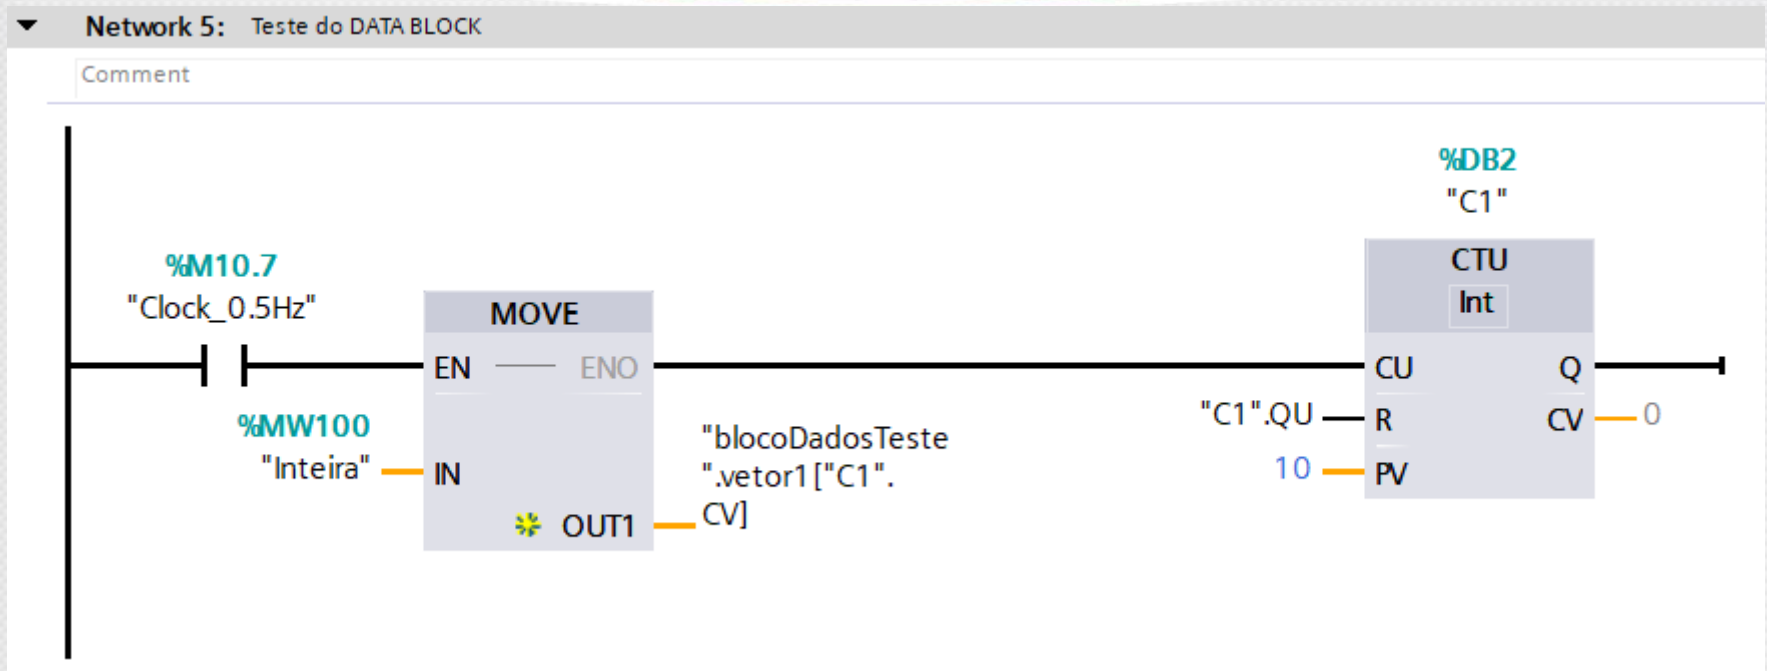 Network 5: Teste do DATA BLOCK
Comment
%DB2
"C1"
CTU
Int
%M10.7
"Clock_0.5Hz"
MOVE
EN ENO
CU Q
%MW100
"Inteira"
IN
"blocoDadosTeste
".vetor1["C1".
CV]
OUT1
"C1".QU
R CV 0
10 PV